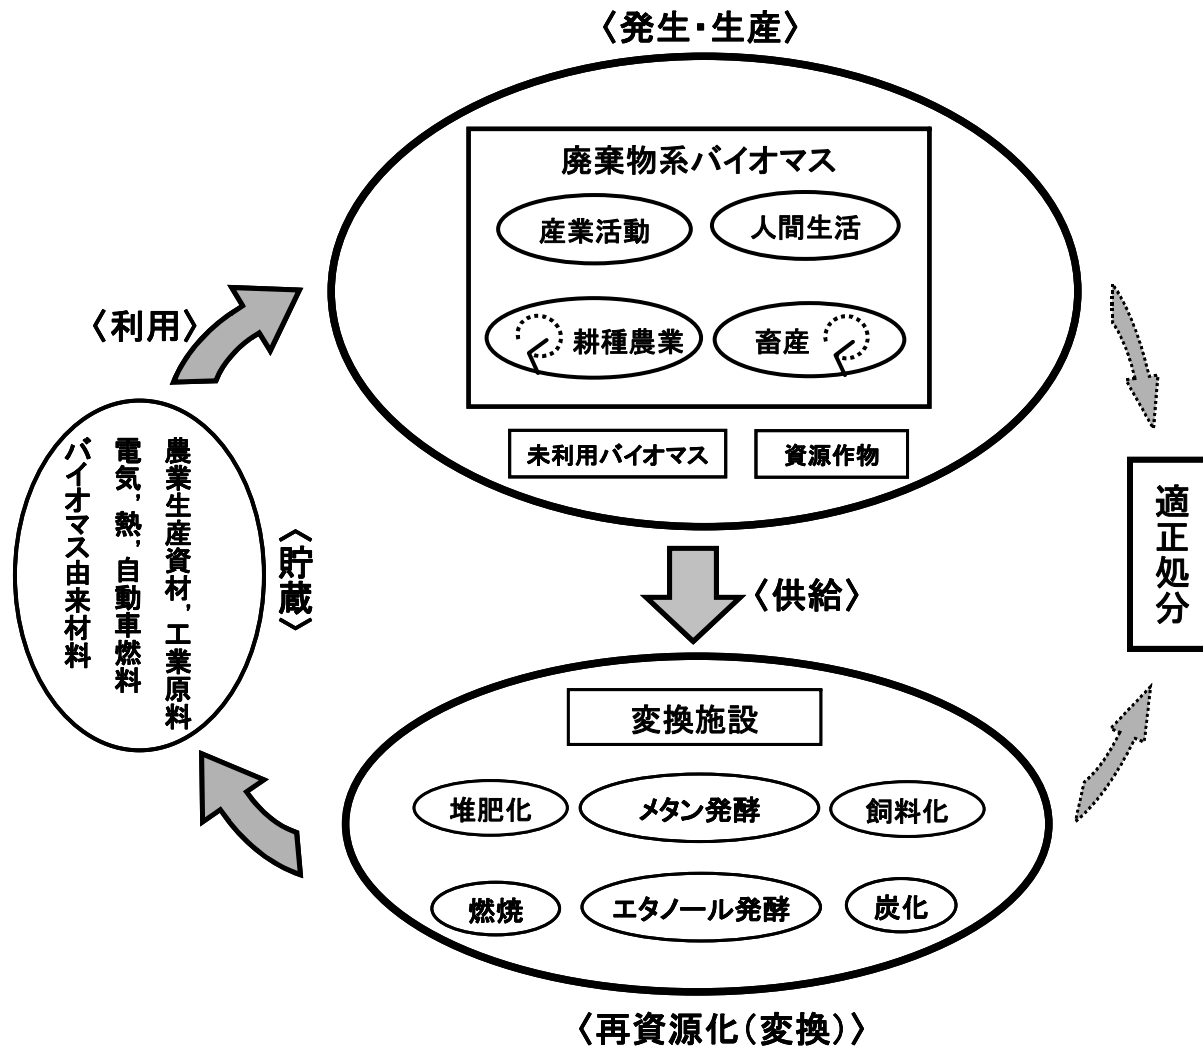 〈発生・生産〉
廃棄物系バイオマス
産業活動
人間生活
耕種農業
畜産
未利用バイオマス
資源作物
〈利用〉
農業生産資材，工業原料
電気，熱，自動車燃料
バイオマス由来材料
〈貯蔵〉
〈供給〉
適正処分
変換施設
堆肥化
メタン発酵
飼料化
燃焼
エタノール発酵
炭化
〈再資源化（変換）〉